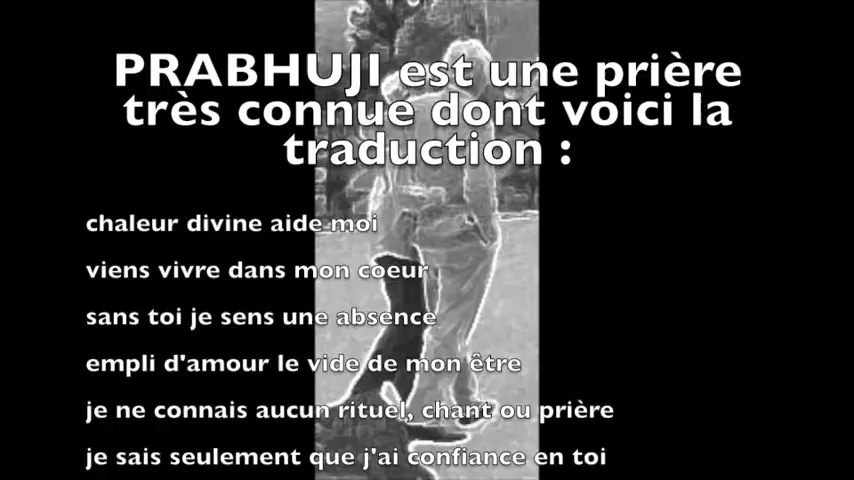 PRABHUJI est une prière
très connue dont voici la
traduction :
chaleur divine aide moi
viens vivre dans mon coeur
sans toi je sens une absence
empli d'amour le vide de mon être
je ne connais aucun rituel, chant ou prière
je sais seulement que j'ai confiance en toi